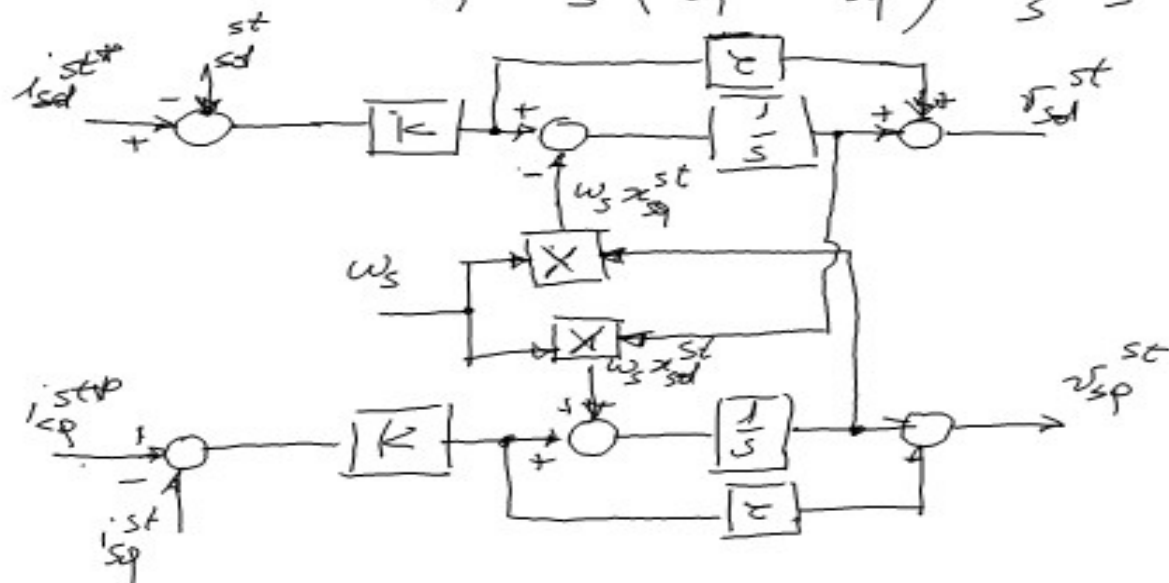 i_sd^st* + - i_sd^st K + - τ 1/s + + v_sd^st
ω_s x_sq^st
ω_s X
X ω_s x_sd^st
i_sq^st* + - K + + 1/s v_sq^st
i_sq^st τ